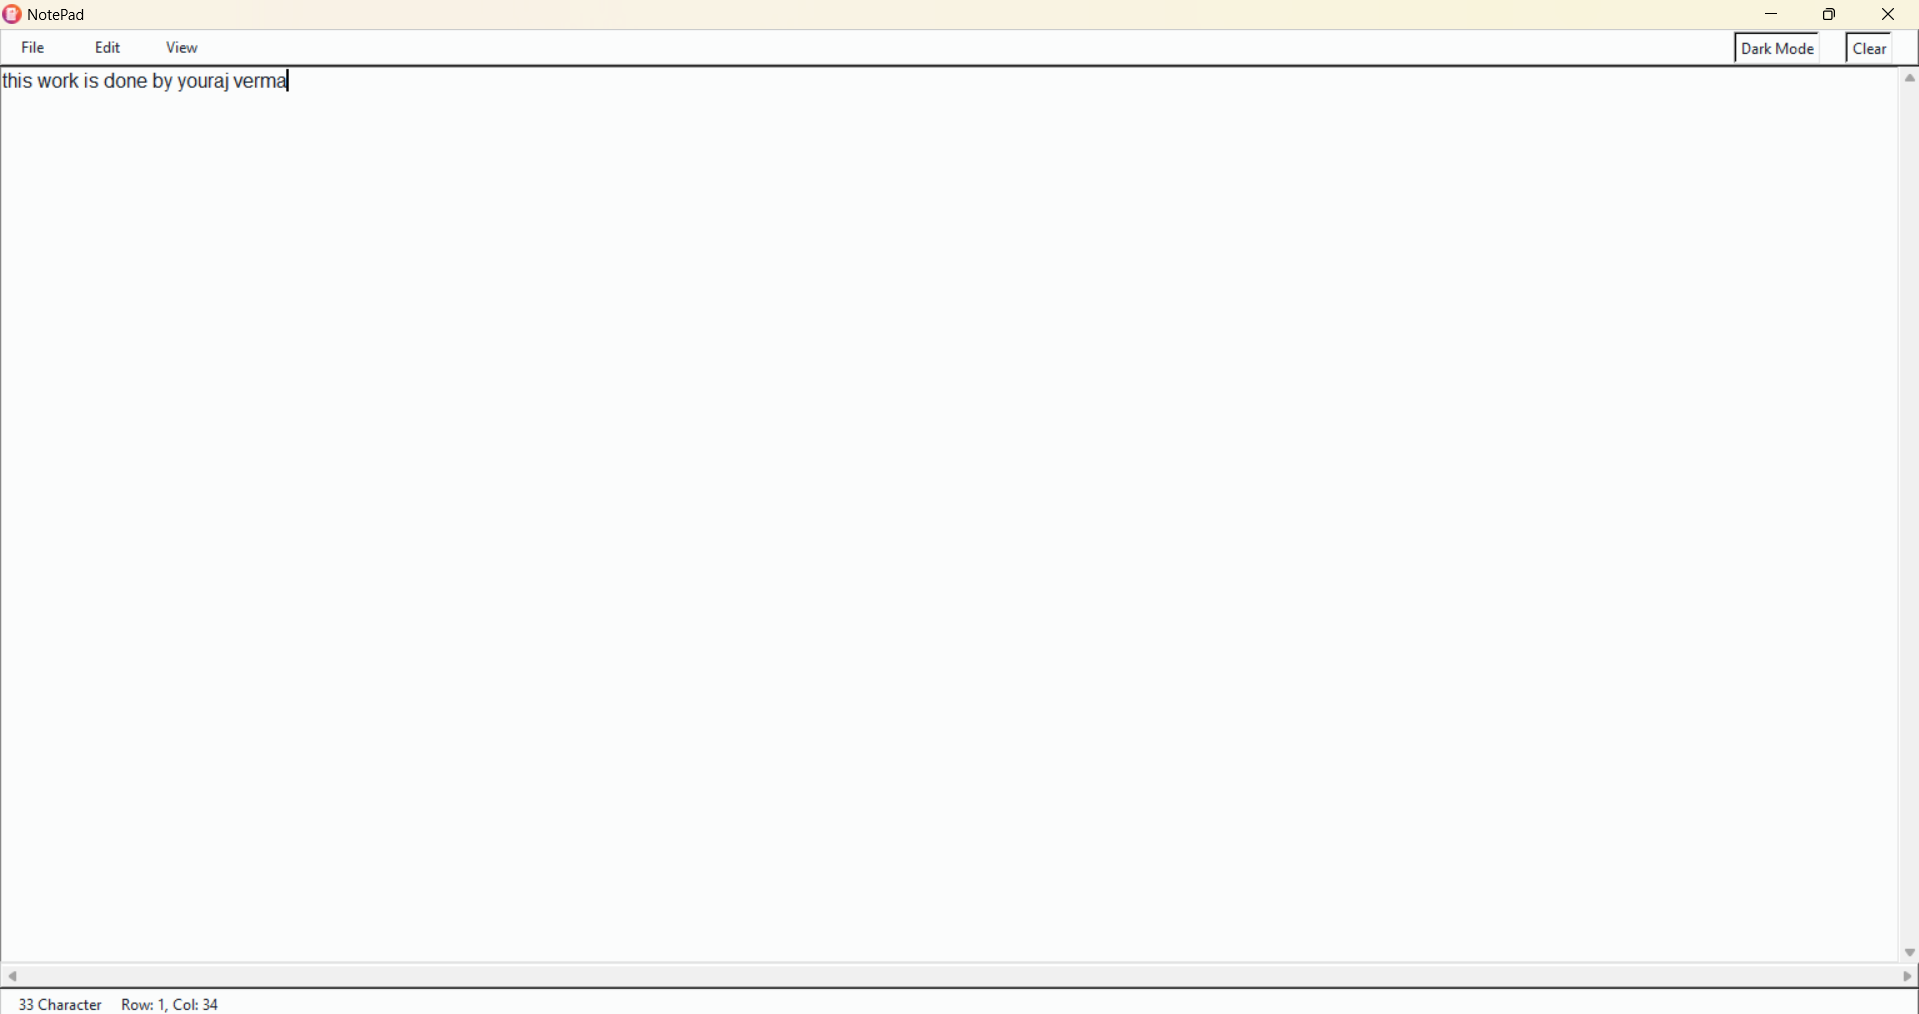 NotePad
File Edit View Dark Mode Clear
this work is done by youraj verma
33 Character Row: 1, Col: 34